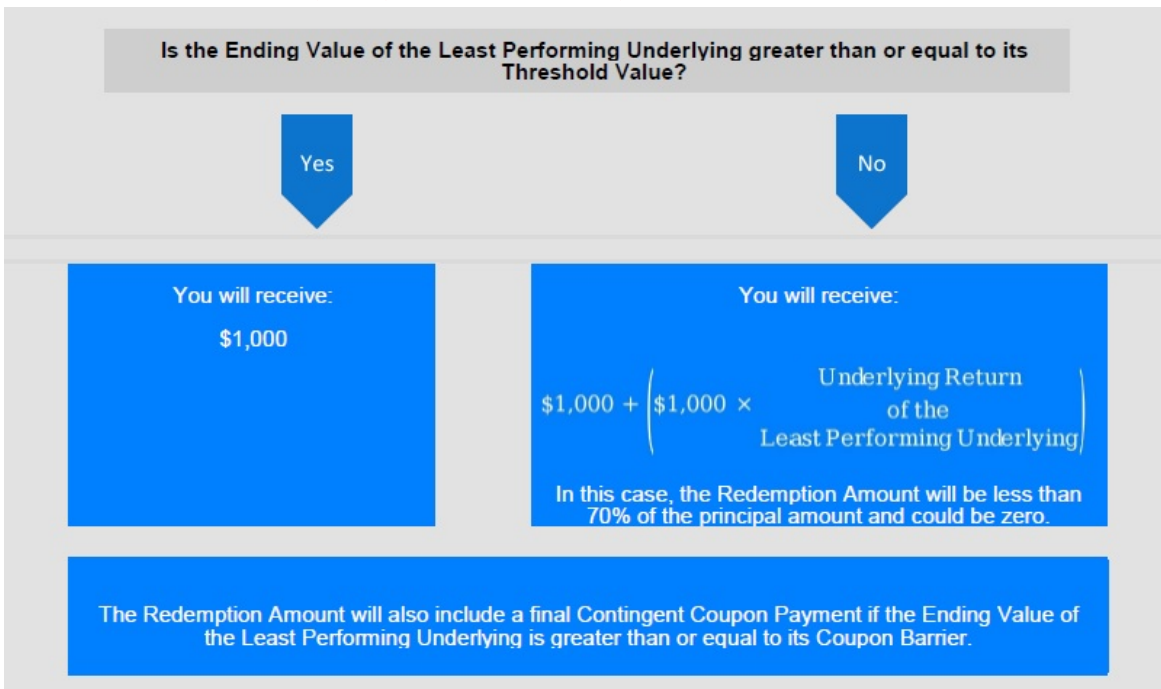 Is the Ending Value of the Least Performing Underlying greater than or equal to its
Threshold Value?
Yes
No
You will receive:
$1,000
You will receive:
$1,000 + ($1,000 × Underlying Return
of the
Least Performing Underlying)
In this case, the Redemption Amount will be less than
70% of the principal amount and could be zero.
The Redemption Amount will also include a final Contingent Coupon Payment if the Ending Value of
the Least Performing Underlying is greater than or equal to its Coupon Barrier.